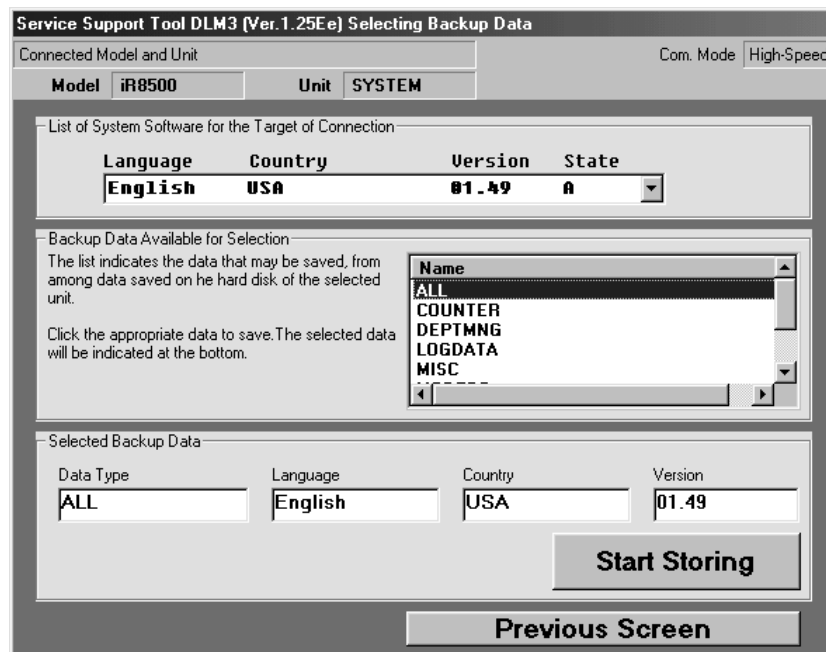 Service Support Tool DLM3 (Ver.1.25Ee) Selecting Backup Data
Connected Model and Unit
Com. Mode High-Speed
Model iR8500 Unit SYSTEM
List of System Software for the Target of Connection
Language Country Version State
English USA 01.49 A
Backup Data Available for Selection
The list indicates the data that may be saved, from
among data saved on he hard disk of the selected
unit.
Click the appropriate data to save.The selected data
will be indicated at the bottom.
Name
ALL
COUNTER
DEPTMNG
LOGDATA
MISC
Selected Backup Data
Data Type Language Country Version
ALL English USA 01.49
Start Storing
Previous Screen